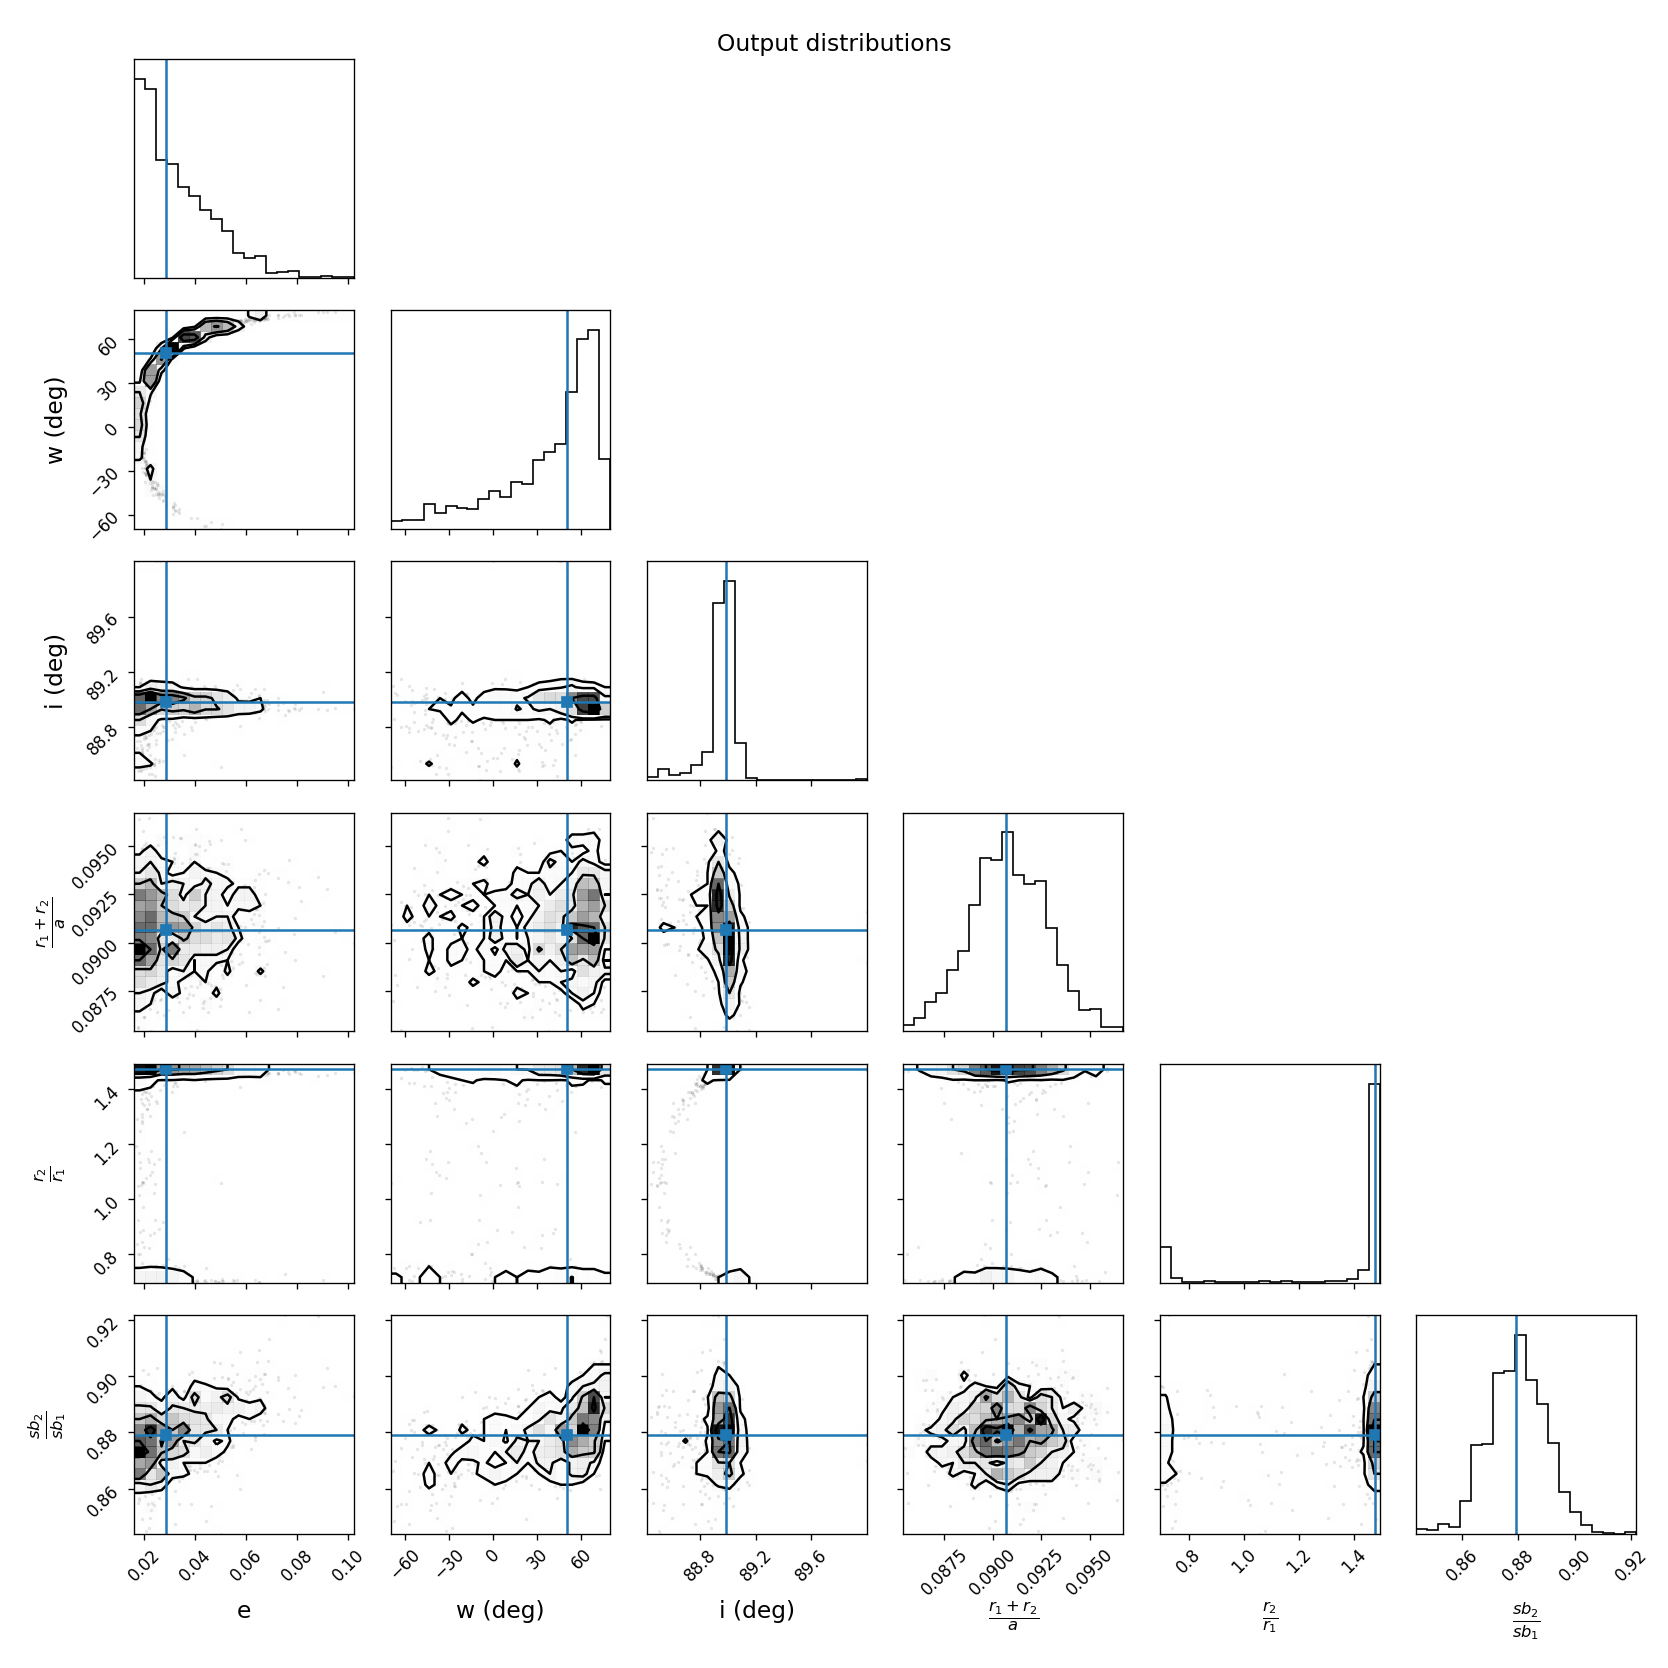 Output distributions
w (deg)
60
30
0
−30
−60
i (deg)
89.6
89.2
88.8
r₁ + r₂
a
0.0950
0.0925
0.0900
0.0875
r₂
r₁
1.4
1.2
1.0
0.8
sb₂
sb₁
0.92
0.90
0.88
0.86
0.02 0.04 0.06 0.08 0.10 −60 −30 0 30 60 88.8 89.2 89.6 0.0875 0.0900 0.0925 0.0950 0.8 1.0 1.2 1.4 0.86 0.88 0.90 0.92
e w (deg) i (deg) r₁ + r₂ r₂ sb₂
a r₁ sb₁